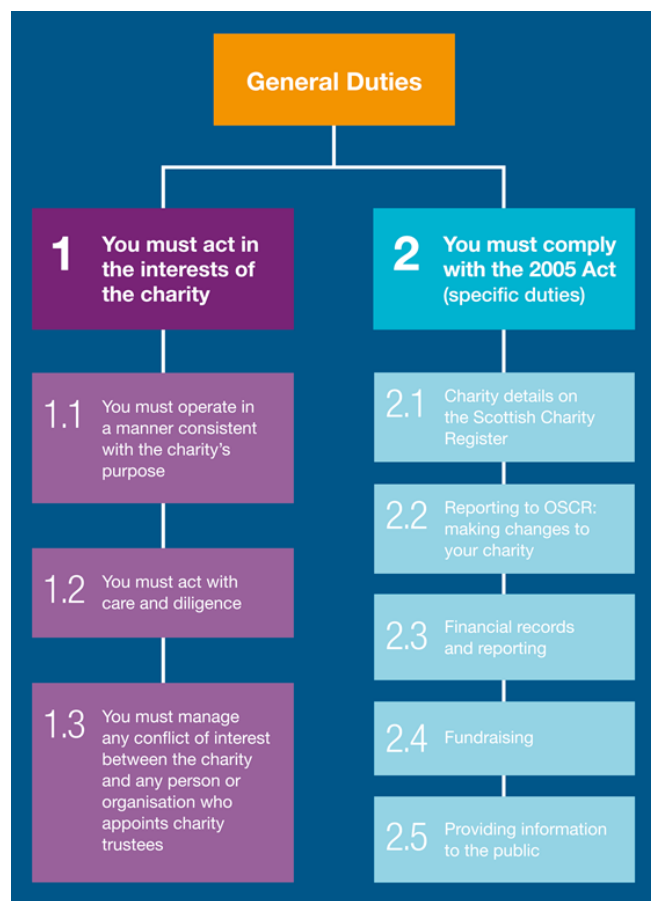 General Duties
1
You must act in
the interests of
the charity
1.1
You must operate in
a manner consistent
with the charity’s
purpose
1.2
You must act with
care and diligence
1.3
You must manage
any conflict of interest
between the charity
and any person or
organisation who
appoints charity
trustees
2
You must comply
with the 2005 Act
(specific duties)
2.1
Charity details on
the Scottish Charity
Register
2.2
Reporting to OSCR:
making changes to
your charity
2.3
Financial records
and reporting
2.4
Fundraising
2.5
Providing information
to the public